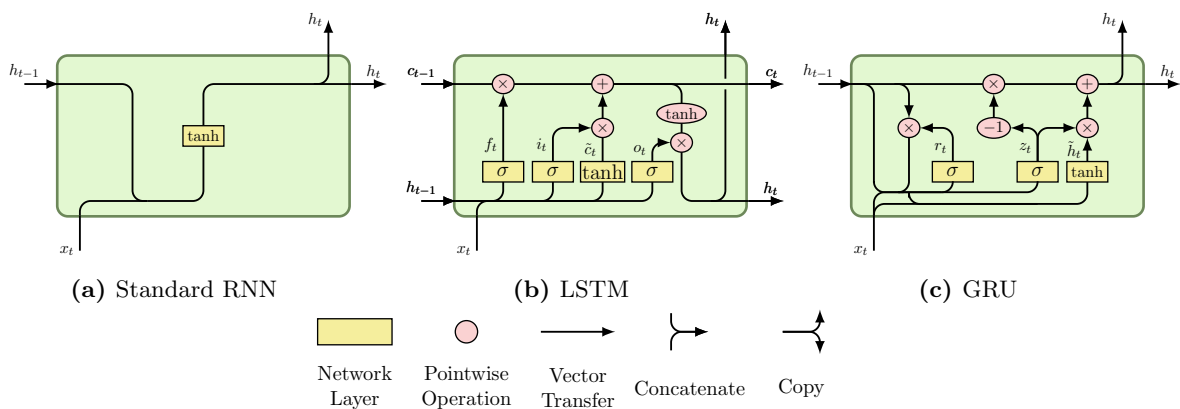 h_t
h_{t-1}
h_t
tanh
x_t
(a) Standard RNN
h_t
c_{t-1}
c_t
×
+
tanh
f_t
i_t
×
c̃_t
o_t
×
σ
σ
tanh
σ
h_{t-1}
h_t
x_t
(b) LSTM
h_t
h_{t-1}
×
+
h_t
×
−1
×
r_t
z_t
h̃_t
σ
σ
tanh
x_t
(c) GRU
Network
Layer
Pointwise
Operation
Vector
Transfer
Concatenate
Copy